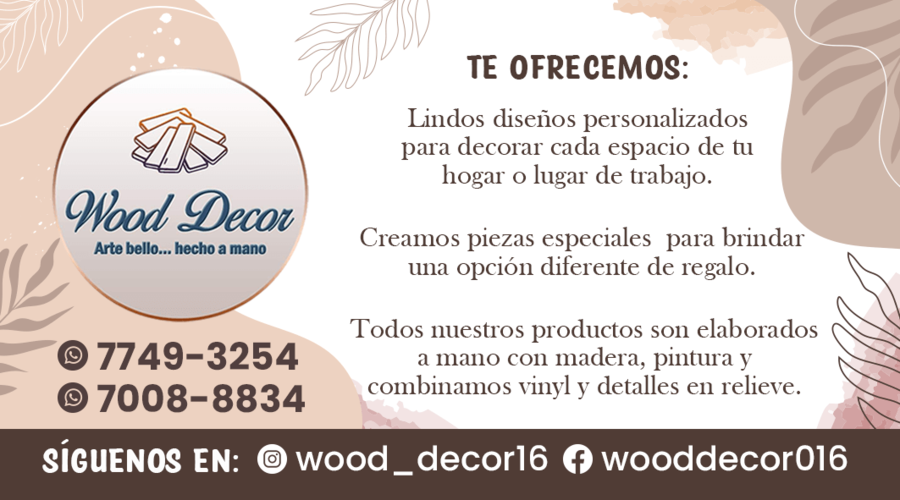 Wood Decor
Arte bello... hecho a mano
7749-3254
7008-8834
TE OFRECEMOS:
Lindos diseños personalizados
para decorar cada espacio de tu
hogar o lugar de trabajo.
Creamos piezas especiales para brindar
una opción diferente de regalo.
Todos nuestros productos son elaborados
a mano con madera, pintura y
combinamos vinyl y detalles en relieve.
SÍGUENOS EN: wood_decor16 wooddecor016